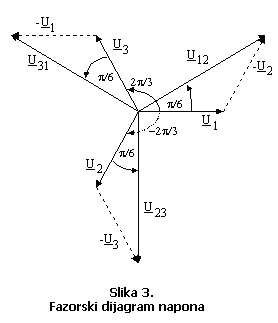 -U1
U3
U31
U12
-U2
π/6
2π/3
π/6
U1
U2
−2π/3
π/6
U23
-U3
Slika 3.
Fazorski dijagram napona